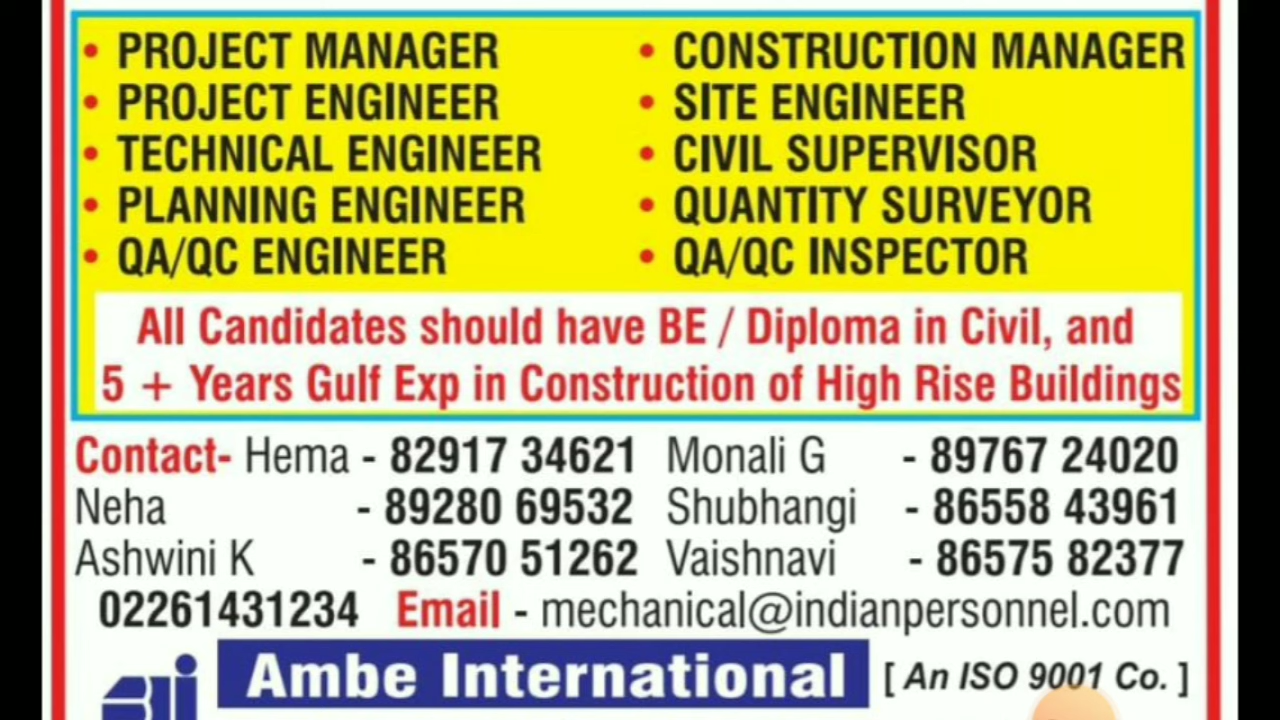 • PROJECT MANAGER • CONSTRUCTION MANAGER
• PROJECT ENGINEER • SITE ENGINEER
• TECHNICAL ENGINEER • CIVIL SUPERVISOR
• PLANNING ENGINEER • QUANTITY SURVEYOR
• QA/QC ENGINEER • QA/QC INSPECTOR
All Candidates should have BE / Diploma in Civil, and
5 + Years Gulf Exp in Construction of High Rise Buildings
Contact- Hema - 82917 34621 Monali G - 89767 24020
Neha - 89280 69532 Shubhangi - 86558 43961
Ashwini K - 86570 51262 Vaishnavi - 86575 82377
02261431234 Email - mechanical@indianpersonnel.com
Ambe International [ An ISO 9001 Co. ]